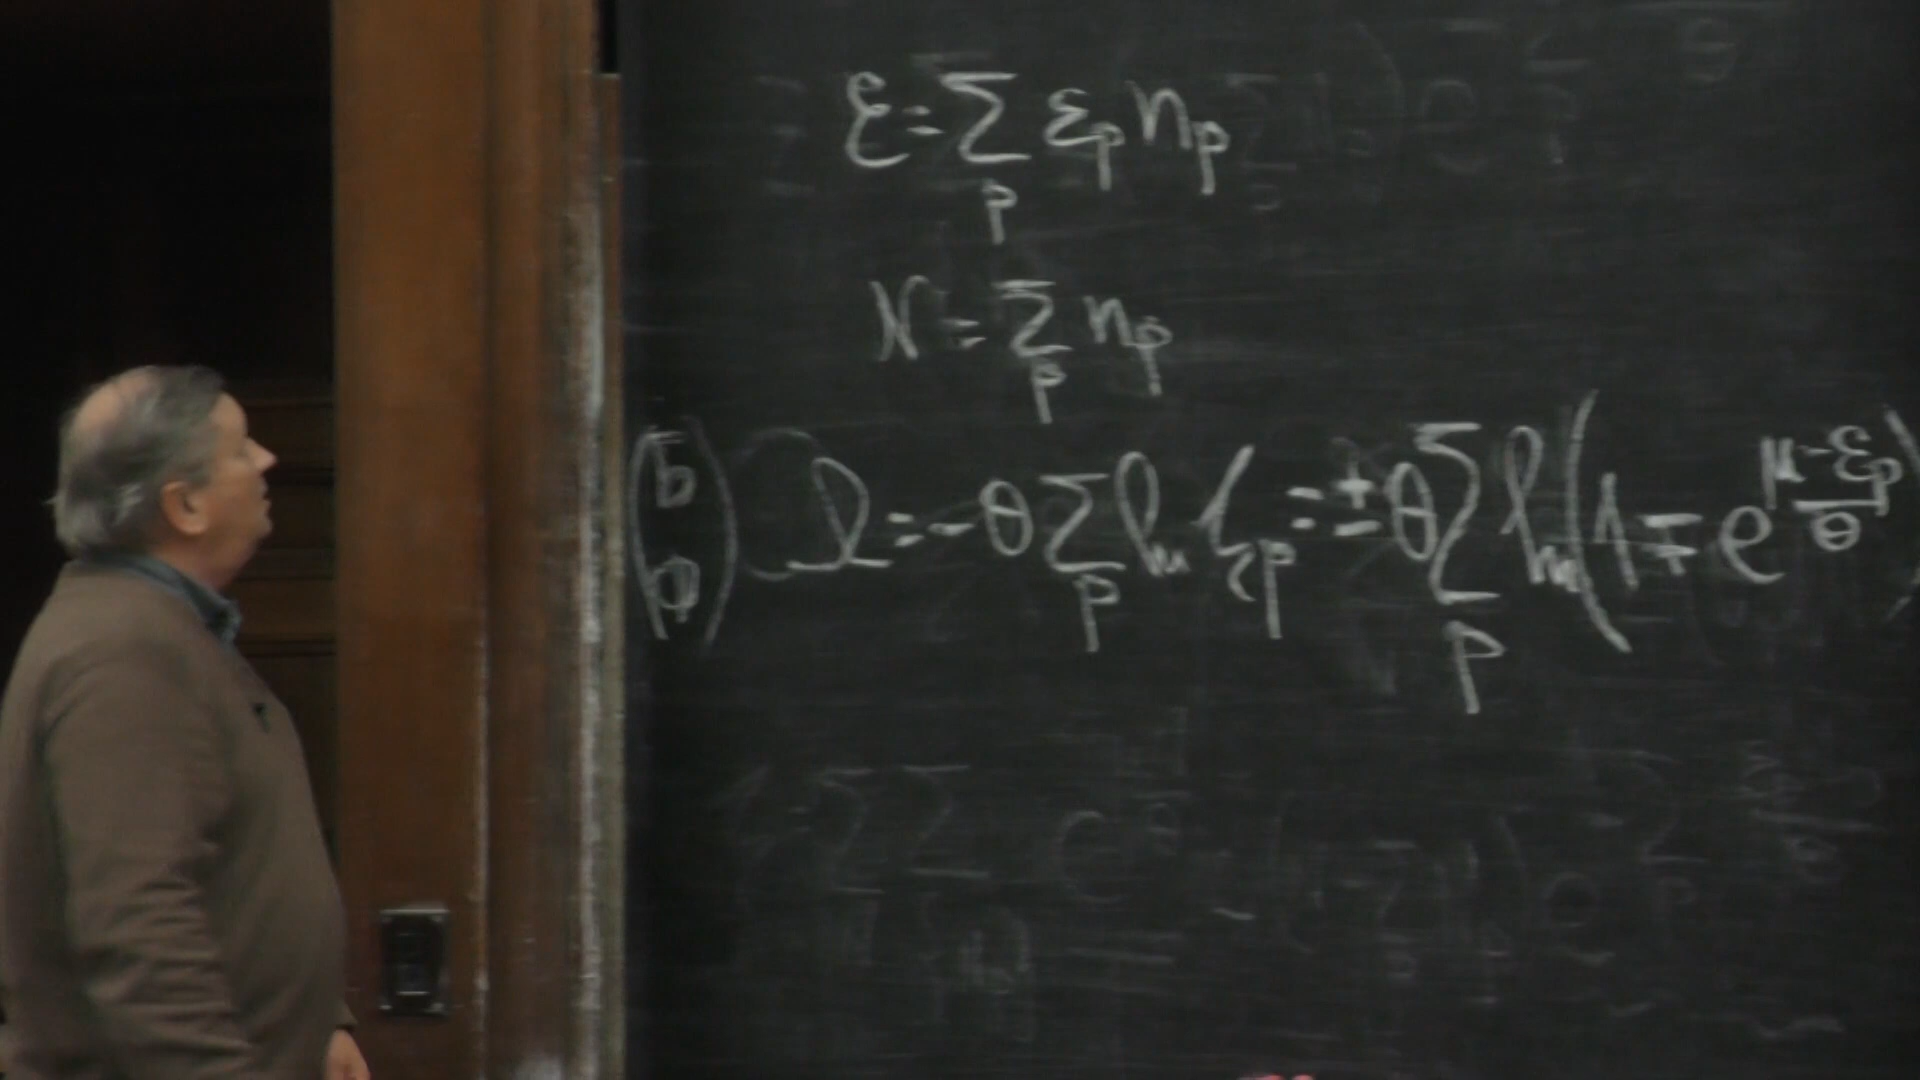 ℰ = Σ_p ε_p n_p
𝒩 = Σ_p n_p
(Б Ф) Ω = -θ Σ_p ln ζ_p = ±θ Σ_p ln(1 ∓ e^{(μ-ε_p)/θ})